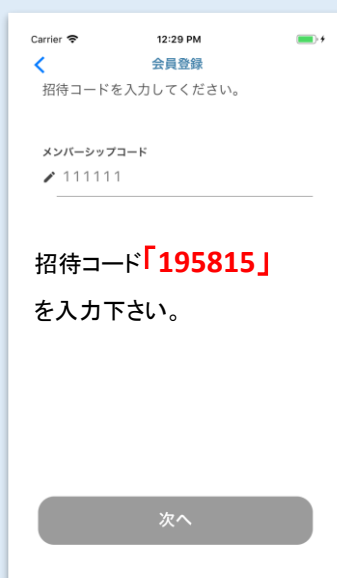 Carrier 12:29 PM
会員登録
招待コードを入力してください。
メンバーシップコード
111111
招待コード「195815」
を入力下さい。
次へ